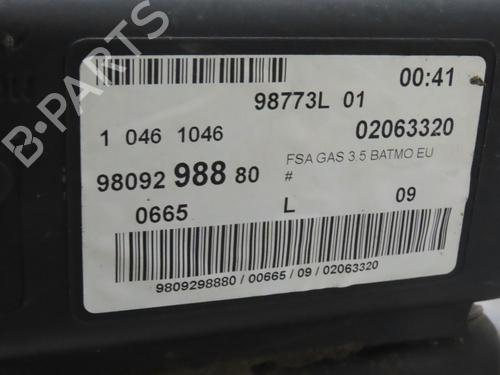 B-PARTS
00:41
98773L 01
1 046 1046 02063320
98092 988 80 FSA GAS 3.5 BATMO EU
#
0665 L 09
9809298880 / 00665 / 09 / 02063320